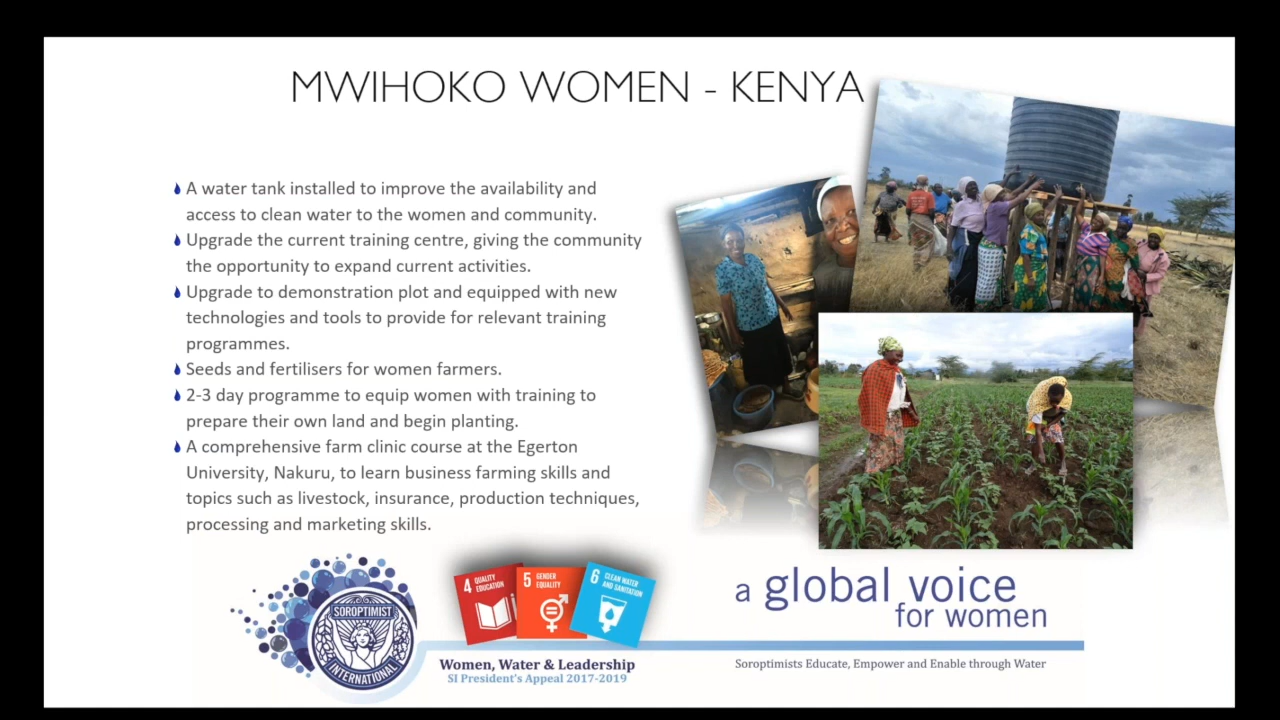 MWIHOKO WOMEN - KENYA
A water tank installed to improve the availability and
access to clean water to the women and community.
Upgrade the current training centre, giving the community
the opportunity to expand current activities.
Upgrade to demonstration plot and equipped with new
technologies and tools to provide for relevant training
programmes.
Seeds and fertilisers for women farmers.
2-3 day programme to equip women with training to
prepare their own land and begin planting.
A comprehensive farm clinic course at the Egerton
University, Nakuru, to learn business farming skills and
topics such as livestock, insurance, production techniques,
processing and marketing skills.
SOROPTIMIST
INTERNATIONAL
4 QUALITY
EDUCATION
5 GENDER
EQUALITY
6 CLEAN WATER
AND SANITATION
Women, Water & Leadership
SI President's Appeal 2017-2019
a global voice
for women
Soroptimists Educate, Empower and Enable through Water